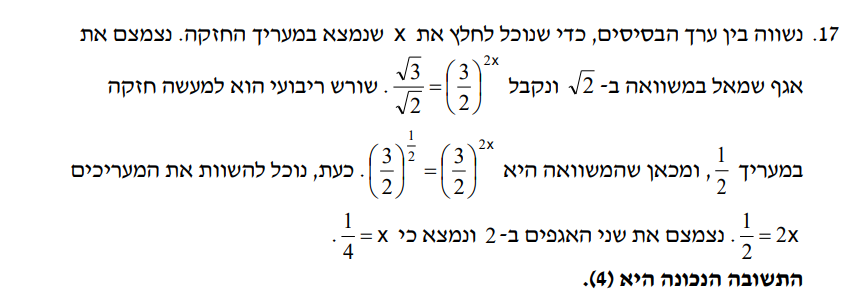 17. נשווה בין ערך הבסיסים, כדי שנוכל לחלץ את x שנמצא במעריך החזקה. נצמצם את
אגף שמאל במשוואה ב- √2 ונקבל √3/√2 = (3/2)^2x . שורש ריבועי הוא למעשה חזקה
במעריך 1/2, ומכאן שהמשוואה היא (3/2)^1/2 = (3/2)^2x . כעת, נוכל להשוות את המעריכים
1/2 = 2x . נצמצם את שני האגפים ב- 2 ונמצא כי 1/4 = x .
התשובה הנכונה היא (4).